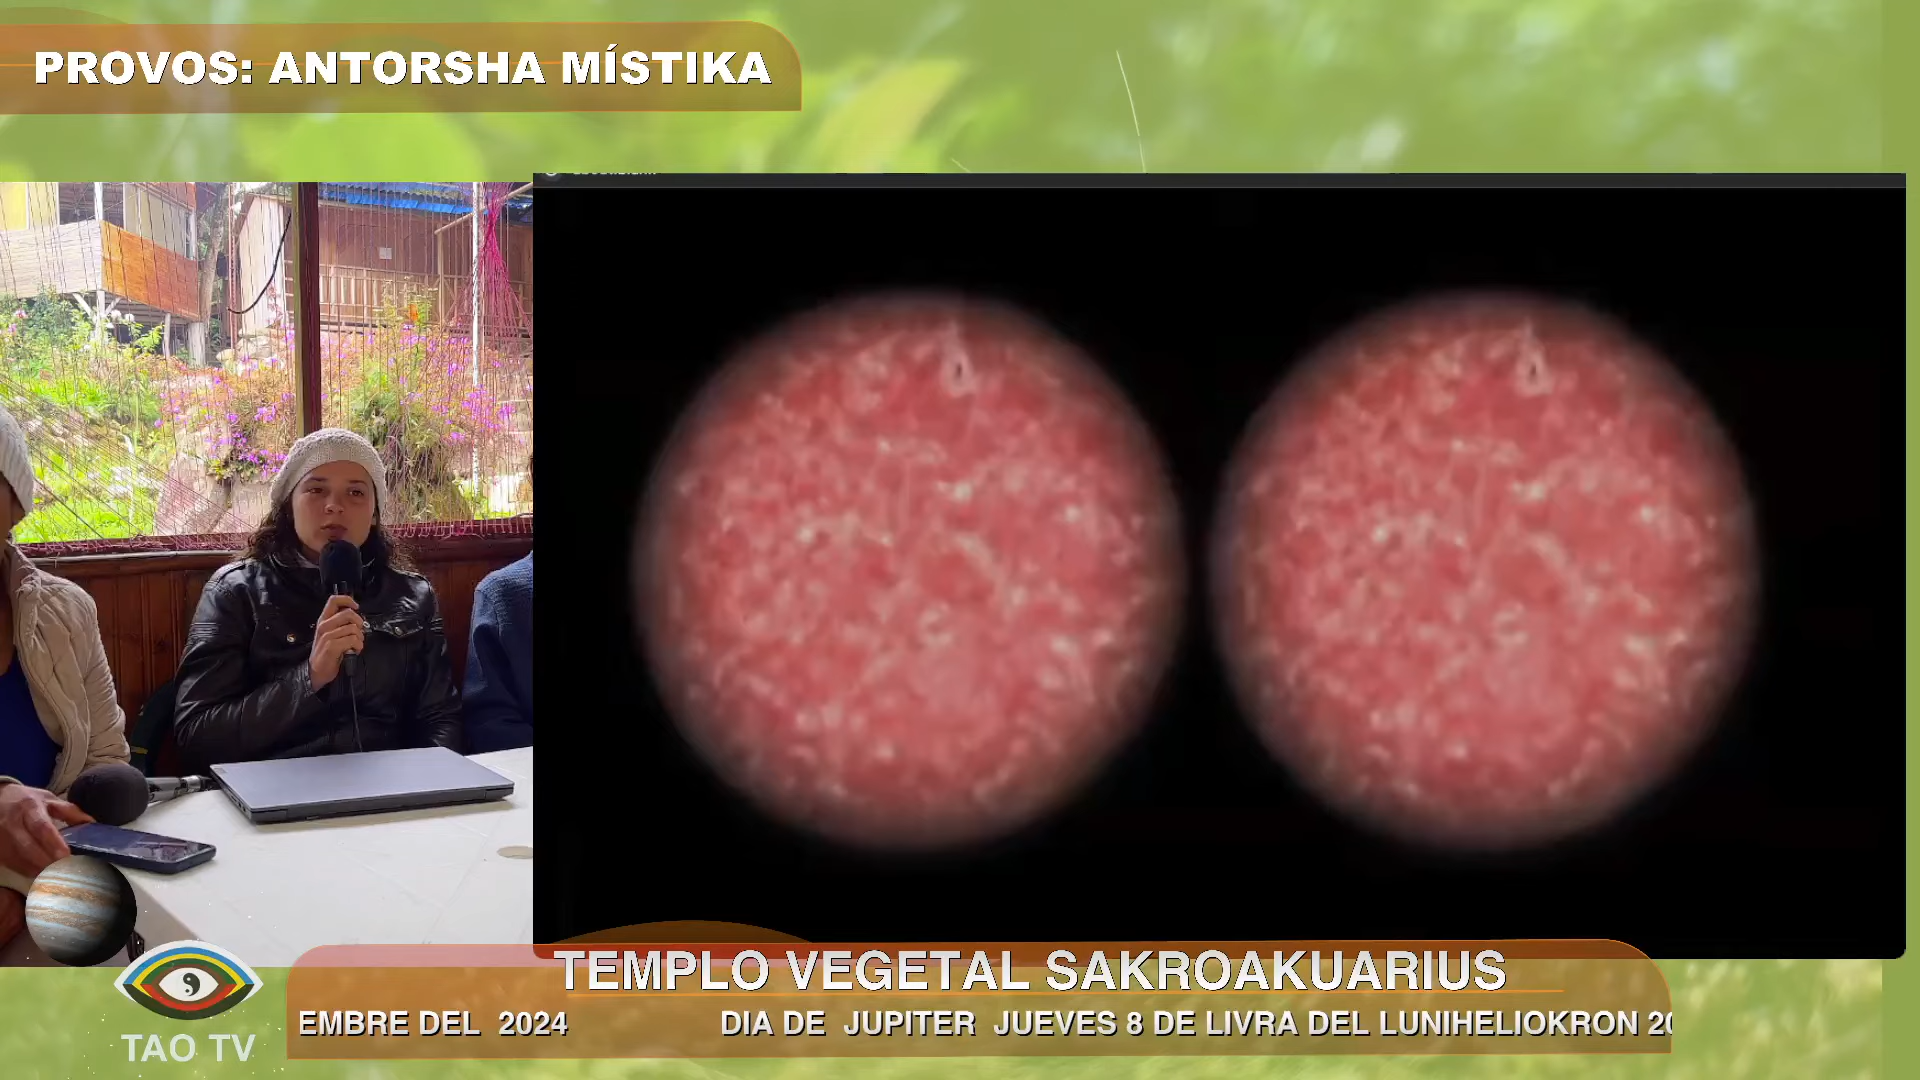 PROVOS: ANTORSHA MÍSTIKA
TEMPLO VEGETAL SAKROAKUARIUS
EMBRE DEL 2024 DIA DE JUPITER JUEVES 8 DE LIVRA DEL LUNIHELIOKRON 20
TAO TV